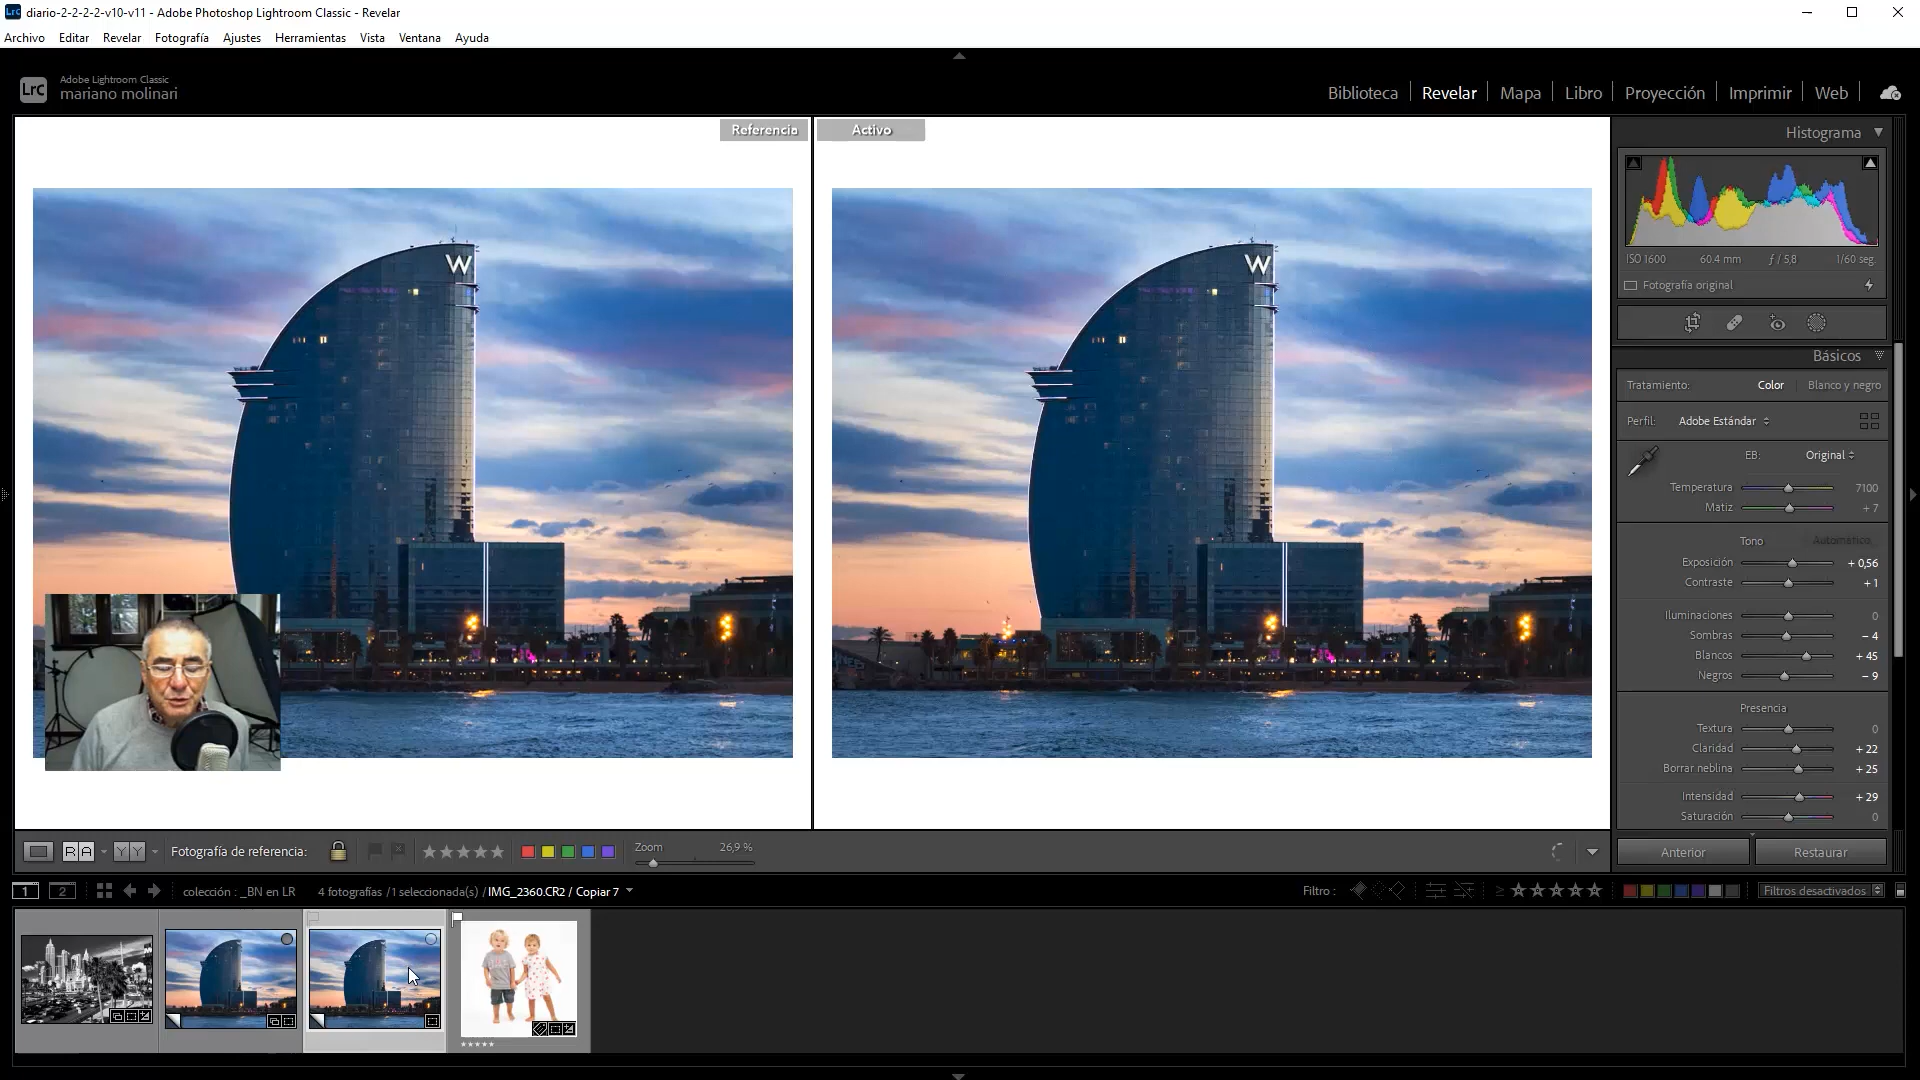 diario-2-2-2-2-v10-v11 - Adobe Photoshop Lightroom Classic - Revelar
Archivo Editar Revelar Fotografía Ajustes Herramientas Vista Ventana Ayuda
LrC
Adobe Lightroom Classic
mariano molinari
Biblioteca Revelar Mapa Libro Proyección Imprimir Web
Referencia
Activo
W
W
Histograma
ISO 1600 60.4 mm ƒ / 5,8 1/60 seg.
Fotografía original
Básicos
Tratamiento: Color Blanco y negro
Perfil: Adobe Estándar
EB: Original
Temperatura 7100
Matiz + 7
Tono Automático
Exposición + 0,56
Contraste + 1
Iluminaciones 0
Sombras – 4
Blancos + 45
Negros – 9
Presencia
Textura 0
Claridad + 22
Borrar neblina + 25
Intensidad + 29
Saturación 0
R A Y Y Fotografía de referencia: Zoom 26,9 %
Anterior Restaurar
1 2 colección : _BN en LR 4 fotografías /1 seleccionada(s) /IMG_2360.CR2 / Copiar 7 Filtro : Filtros desactivados